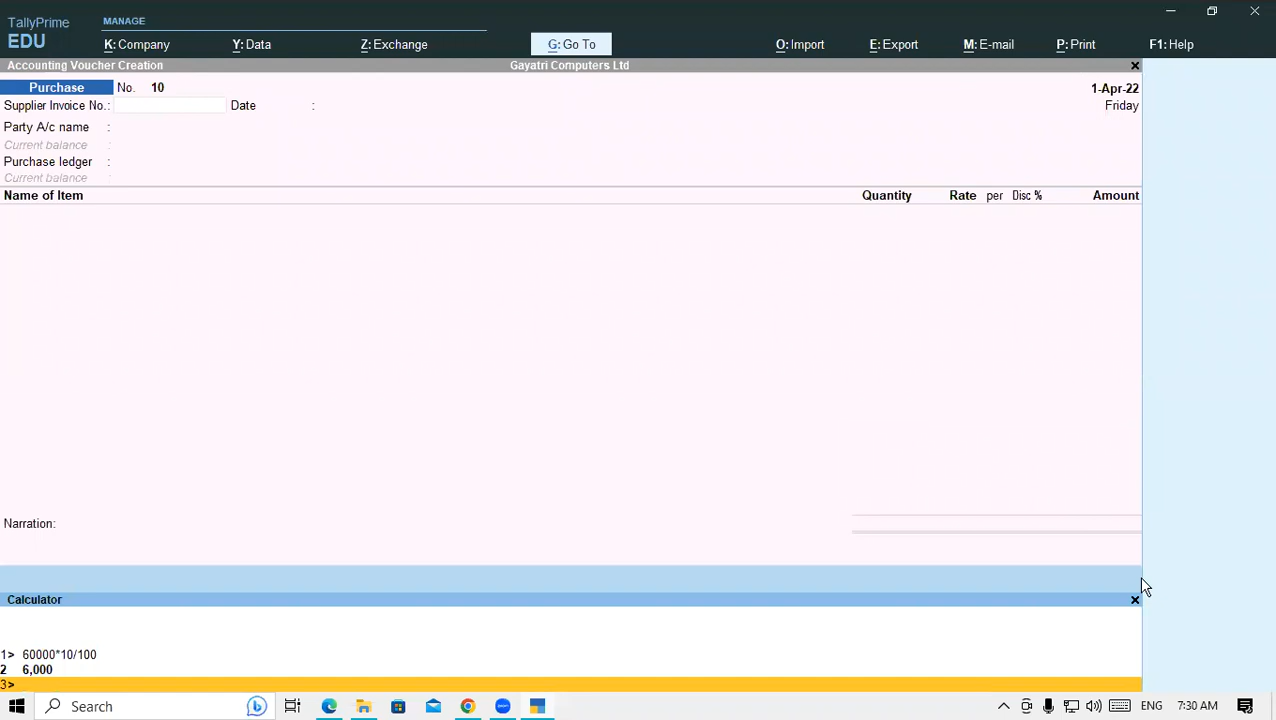 TallyPrime
EDU
MANAGE
K: Company Y: Data Z: Exchange G: Go To O: Import E: Export M: E-mail P: Print F1: Help
Accounting Voucher Creation Gayatri Computers Ltd ×
Purchase No. 10 1-Apr-22
Supplier Invoice No.: Date : Friday
Party A/c name :
Current balance :
Purchase ledger :
Current balance :
Name of Item Quantity Rate per Disc % Amount
Narration:
Calculator ×
1> 60000*10/100
2 6,000
3>
Search ENG 7:30 AM